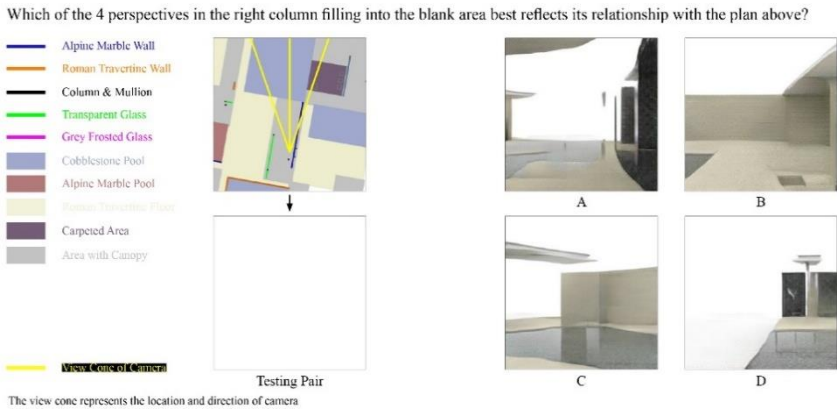 Which of the 4 perspectives in the right column filling into the blank area best reflects its relationship with the plan above?
Alpine Marble Wall
Roman Travertine Wall
Column & Mullion
Transparent Glass
Grey Frosted Glass
Cobblestone Pool
Alpine Marble Pool
Roman Travertine Floor
Carpeted Area
Area with Canopy
View Cone of Camera
Testing Pair
A
B
C
D
The view cone represents the location and direction of camera